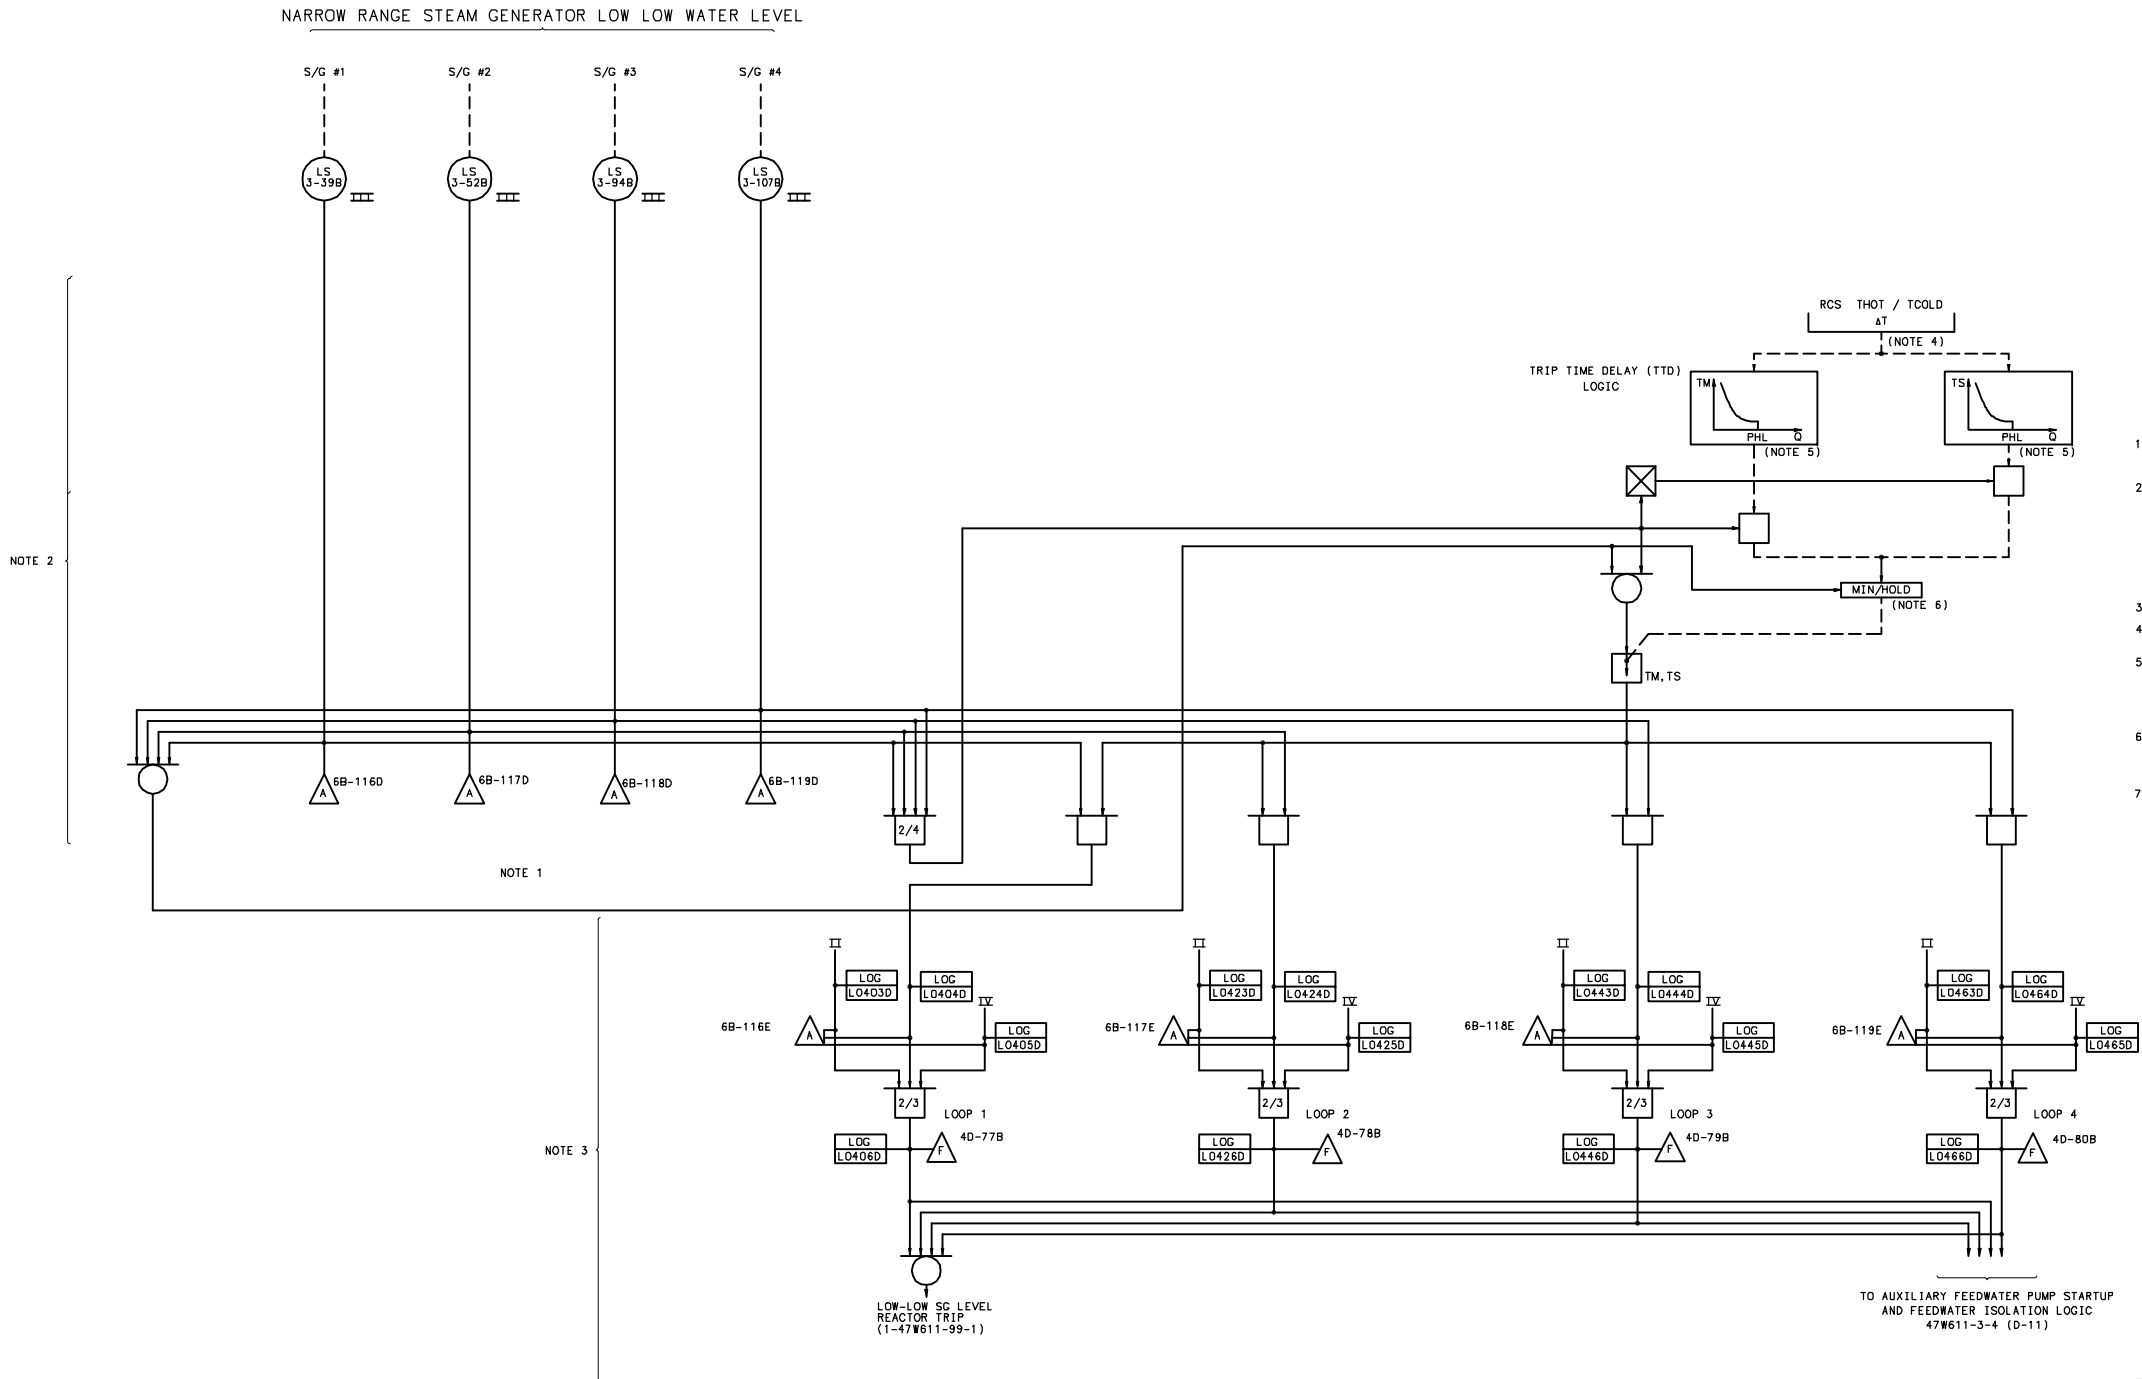 NARROW RANGE STEAM GENERATOR LOW LOW WATER LEVEL
S/G #1
S/G #2
S/G #3
S/G #4
LS
3-39B
III
LS
3-52B
III
LS
3-94B
III
LS
3-107B
III
RCS THOT / TCOLD
ΔT
(NOTE 4)
TRIP TIME DELAY (TTD)
LOGIC
TM
PHL
Q
(NOTE 5)
TS
PHL
Q
(NOTE 5)
1
2
NOTE 2
MIN/HOLD
(NOTE 6)
3
4
5
TM,TS
6
6B-116D
A
6B-117D
A
6B-118D
A
6B-119D
A
7
2/4
NOTE 1
II
LOG
L0403D
LOG
L0404D
IV
6B-116E
A
LOG
L0405D
2/3
LOOP 1
LOG
L0406D
F
4D-77B
II
LOG
L0423D
LOG
L0424D
IV
6B-117E
A
LOG
L0425D
2/3
LOOP 2
LOG
L0426D
F
4D-78B
II
LOG
L0443D
LOG
L0444D
IV
6B-118E
A
LOG
L0445D
2/3
LOOP 3
LOG
L0446D
F
4D-79B
II
LOG
L0463D
LOG
L0464D
IV
6B-119E
A
LOG
L0465D
2/3
LOOP 4
LOG
L0466D
F
4D-80B
NOTE 3
LOW-LOW SG LEVEL
REACTOR TRIP
(1-47W611-99-1)
TO AUXILIARY FEEDWATER PUMP STARTUP
AND FEEDWATER ISOLATION LOGIC
47W611-3-4 (D-11)